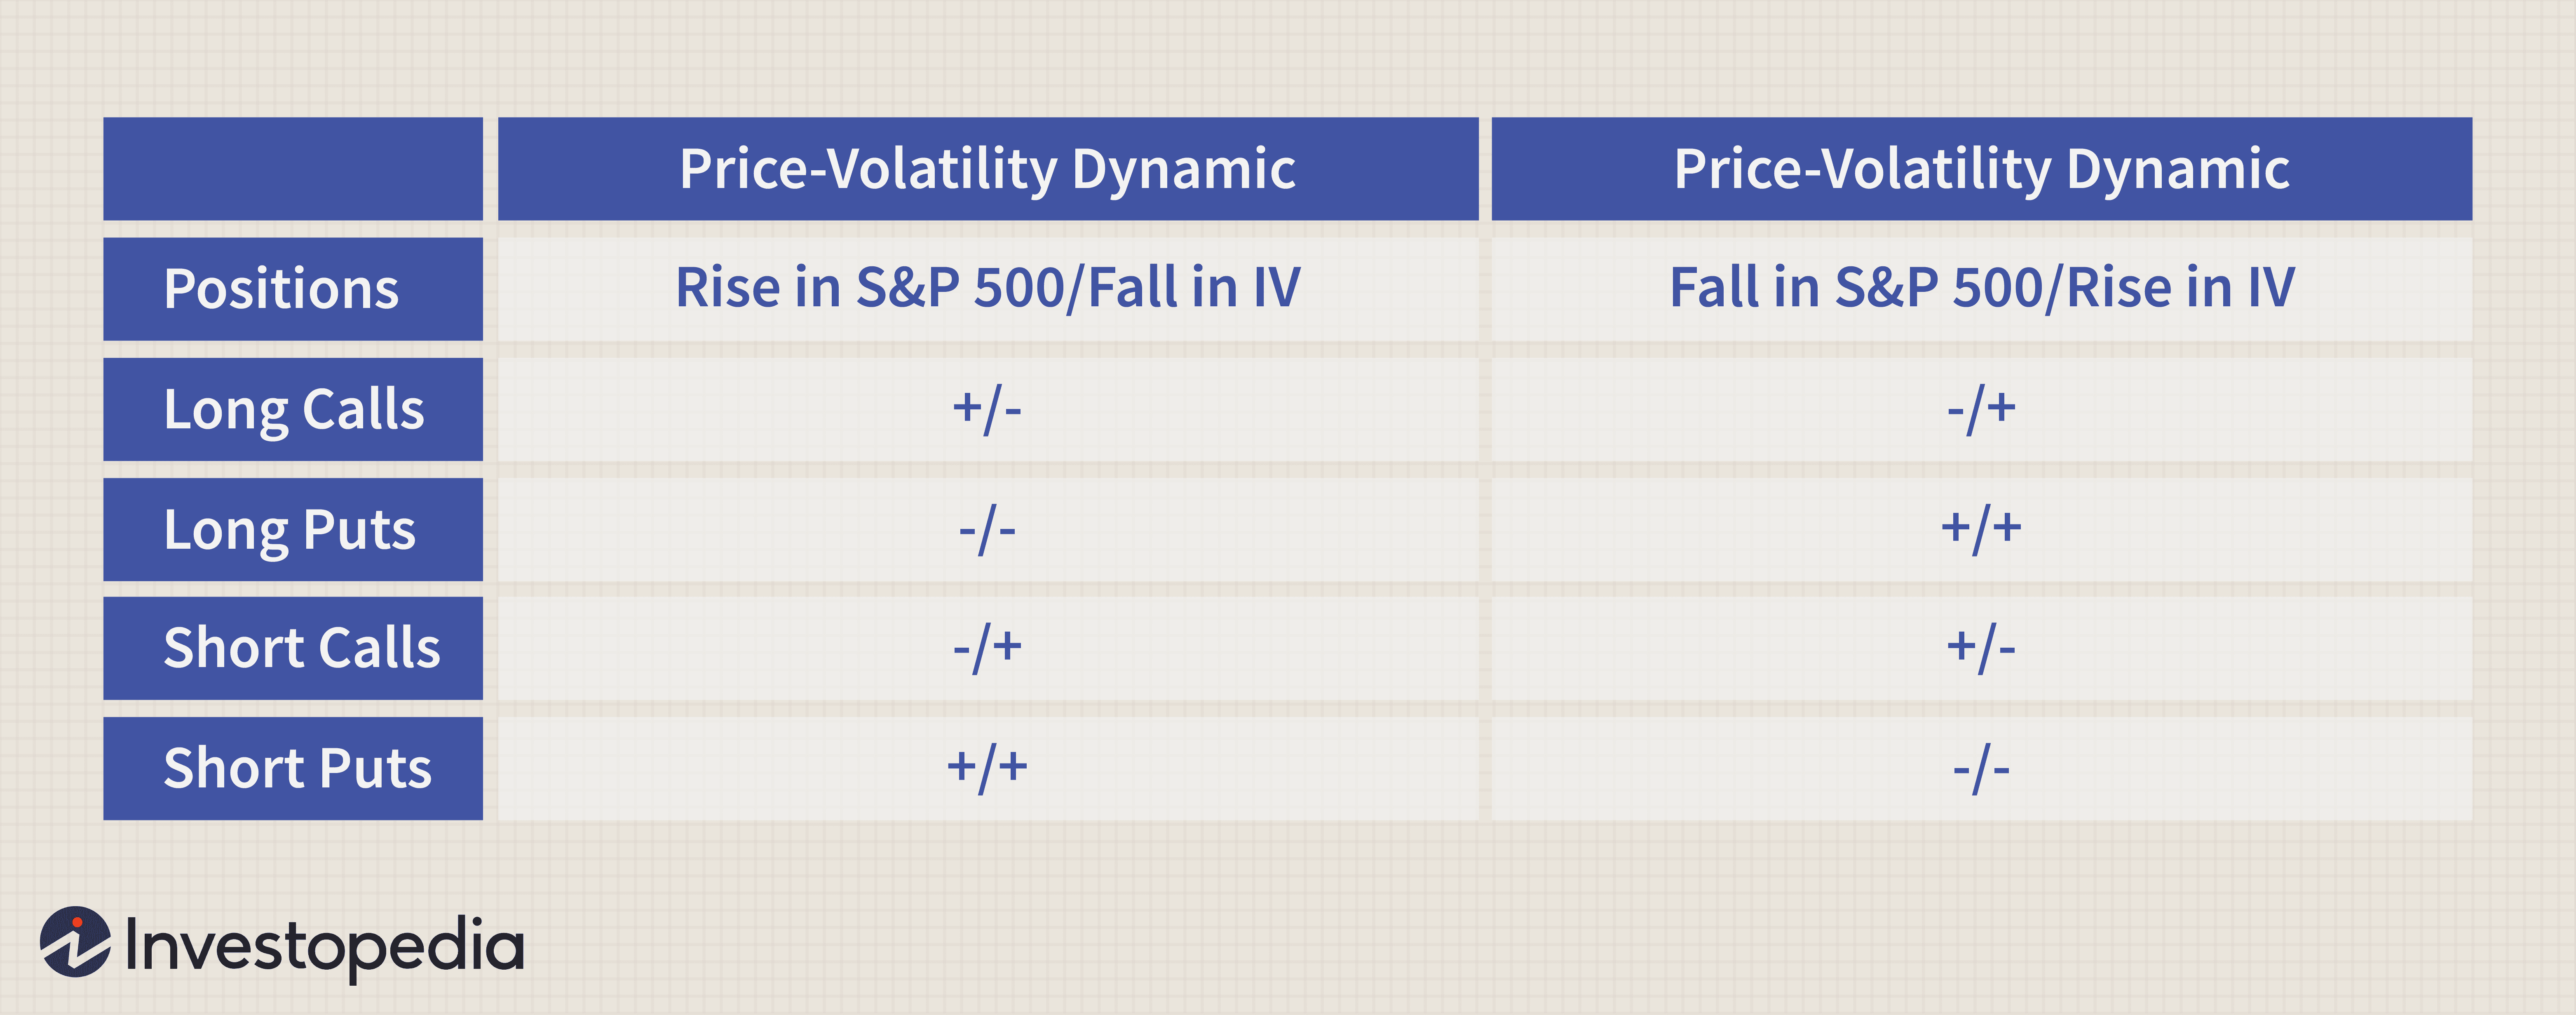 Price-Volatility Dynamic Price-Volatility Dynamic
Positions Rise in S&P 500/Fall in IV Fall in S&P 500/Rise in IV
Long Calls +/- -/+
Long Puts -/- +/+
Short Calls -/+ +/-
Short Puts +/+ -/-
Investopedia